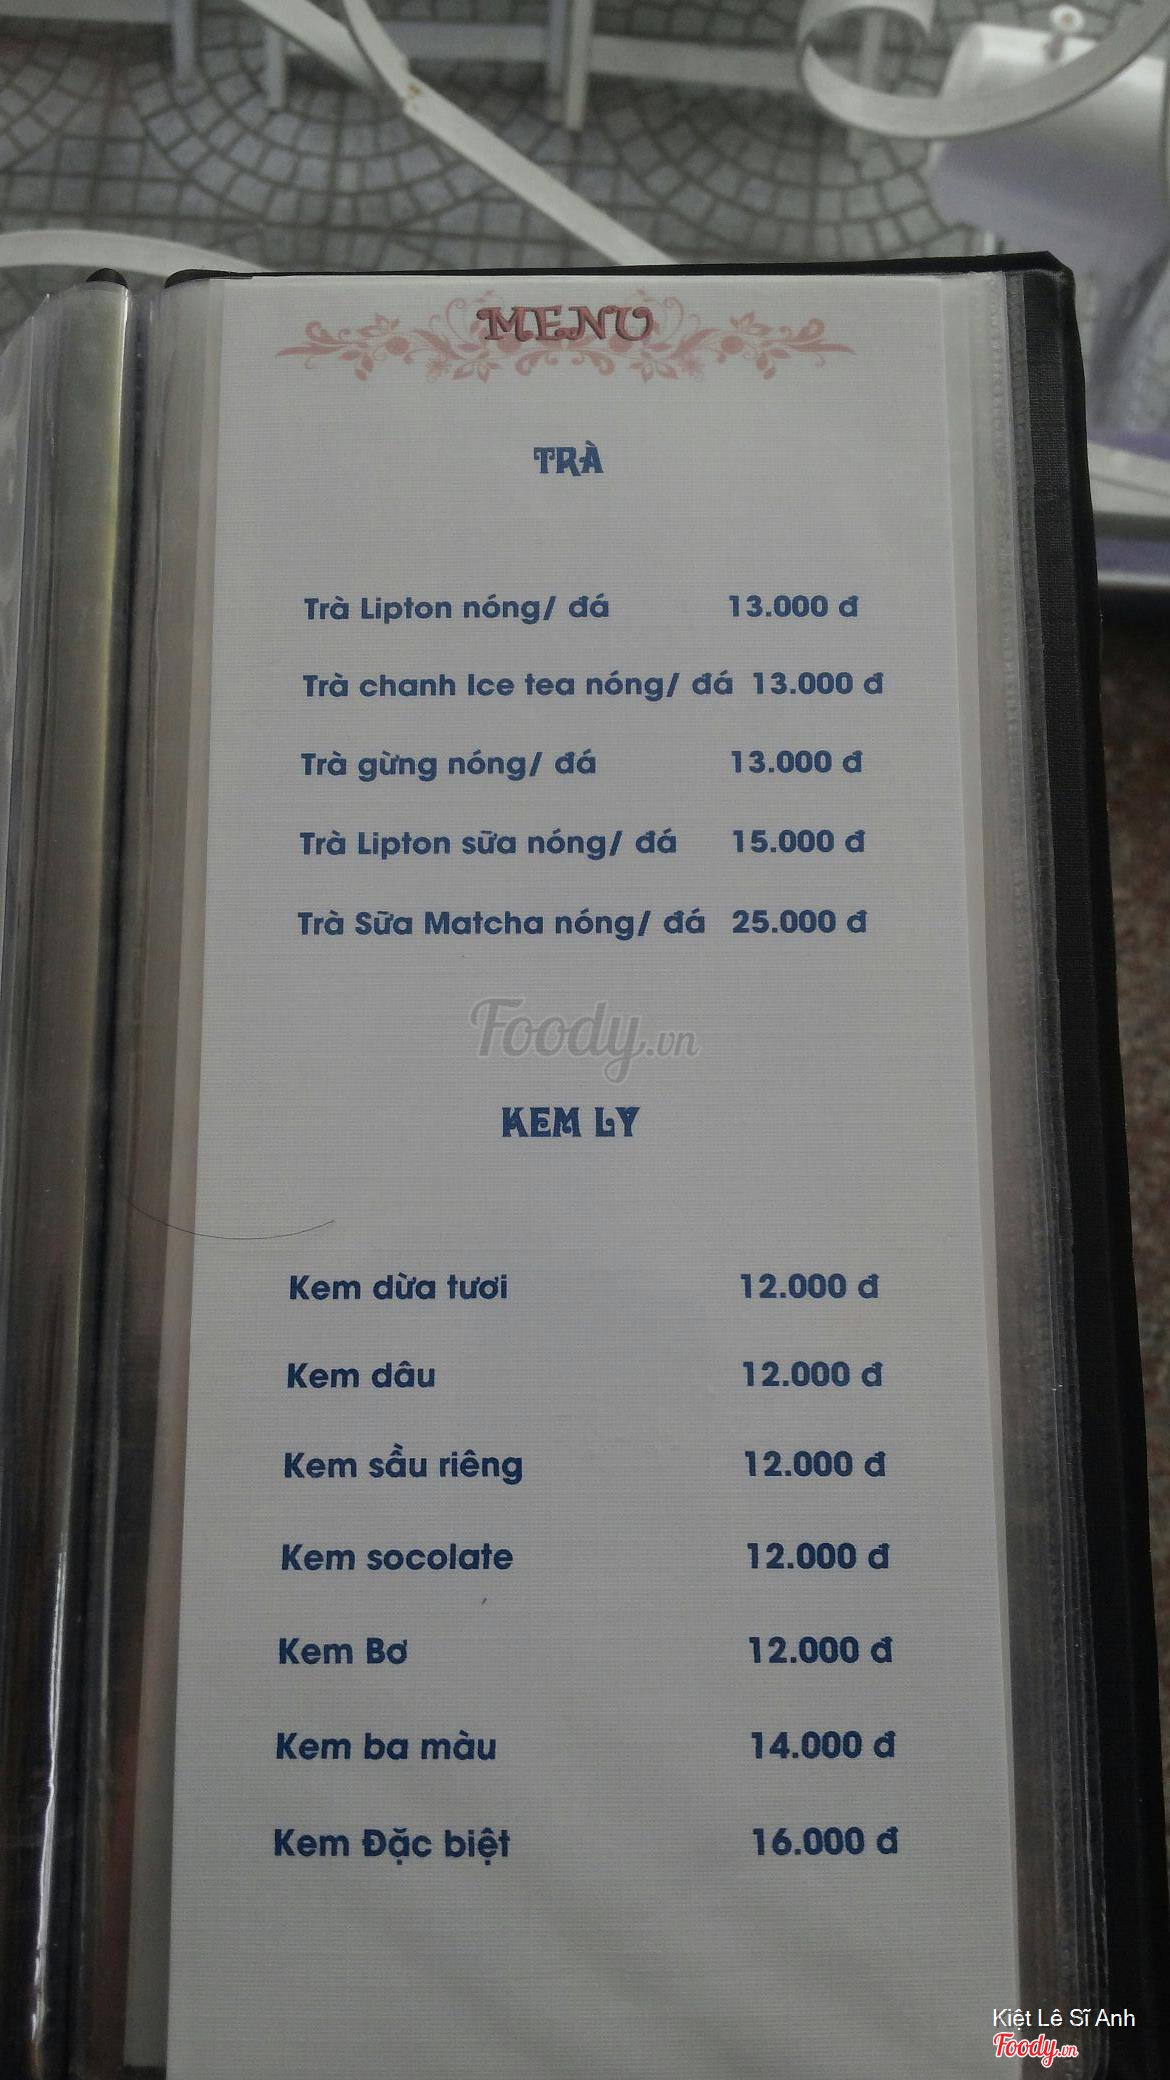 MENU
TRÀ
Trà Lipton nóng/ đá 13.000 đ
Trà chanh Ice tea nóng/ đá 13.000 đ
Trà gừng nóng/ đá 13.000 đ
Trà Lipton sữa nóng/ đá 15.000 đ
Trà Sữa Matcha nóng/ đá 25.000 đ
Foody.vn
KEM LY
Kem dừa tươi 12.000 đ
Kem dâu 12.000 đ
Kem sầu riêng 12.000 đ
Kem socolate 12.000 đ
Kem Bơ 12.000 đ
Kem ba màu 14.000 đ
Kem Đặc biệt 16.000 đ
Kiệt Lê Sĩ Anh
Foody.vn